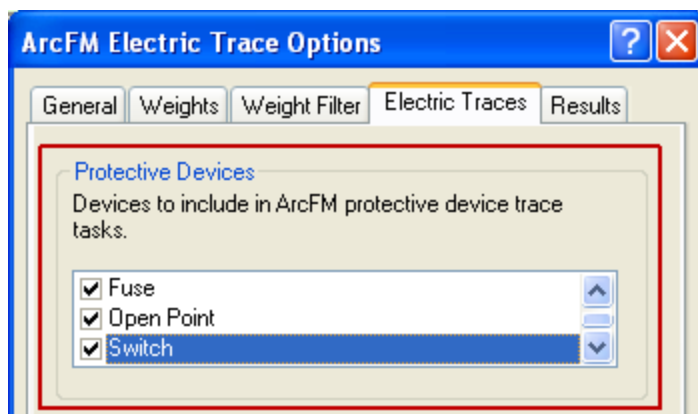 ArcFM Electric Trace Options
General Weights Weight Filter Electric Traces Results
Protective Devices
Devices to include in ArcFM protective device trace
tasks.
Fuse
Open Point
Switch